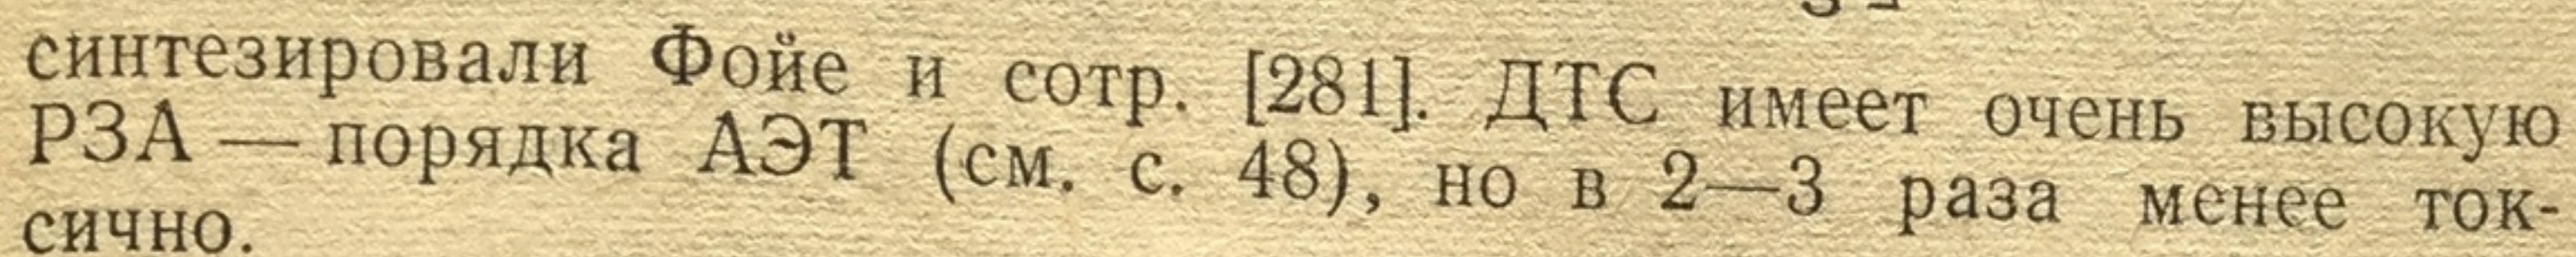 синтезировали Фойе и сотр. [281]. ДТС имеет очень высокую
РЗА — порядка АЭТ (см. с. 48), но в 2—3 раза менее ток-
сично.